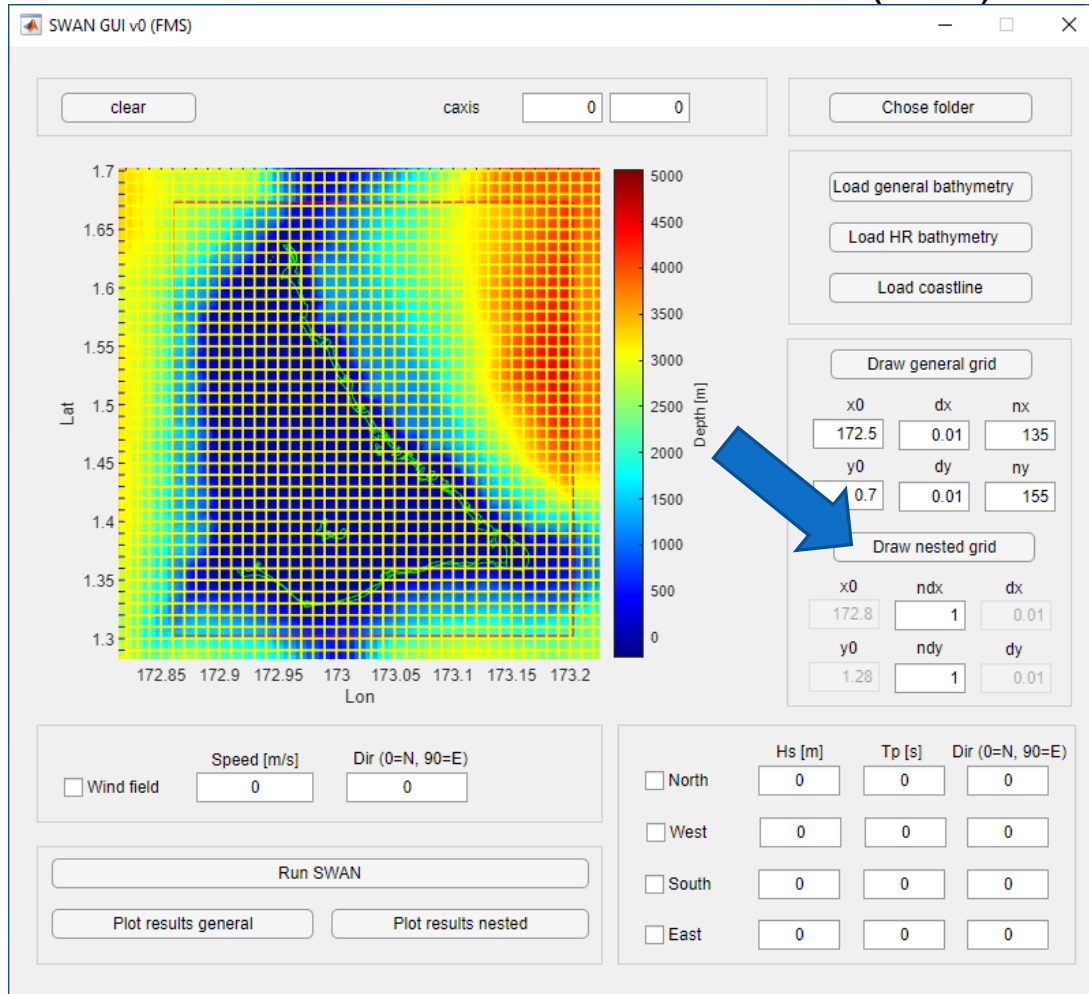 SWAN GUI v0 (FMS)
clear
caxis
0
0
Chose folder
1.7
1.65
1.6
1.55
1.5
1.45
1.4
1.35
1.3
Lat
172.85 172.9 172.95 173 173.05 173.1 173.15 173.2
Lon
5000
4500
4000
3500
3000
2500
2000
1500
1000
500
0
Depth [m]
Load general bathymetry
Load HR bathymetry
Load coastline
Draw general grid
x0 dx nx
172.5 0.01 135
y0 dy ny
0.7 0.01 155
Draw nested grid
x0 ndx dx
172.8 1 0.01
y0 ndy dy
1.28 1 0.01
Speed [m/s] Dir (0=N, 90=E)
Wind field 0 0
Run SWAN
Plot results general Plot results nested
Hs [m] Tp [s] Dir (0=N, 90=E)
North 0 0 0
West 0 0 0
South 0 0 0
East 0 0 0